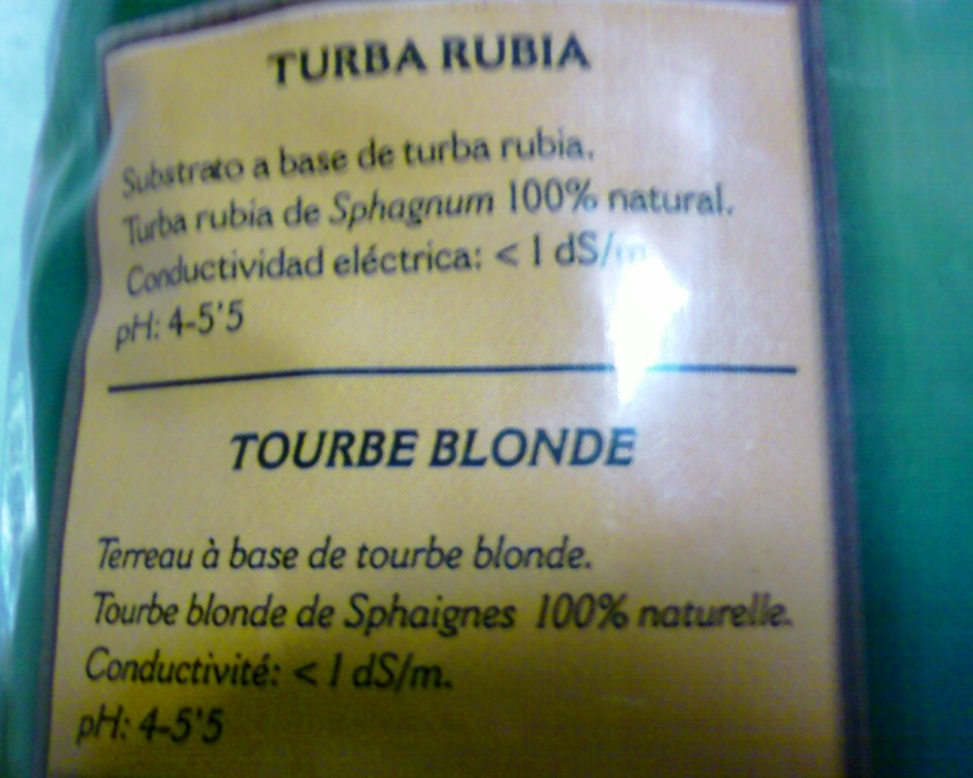 TURBA RUBIA
Substrato a base de turba rubia.
Turba rubia de Sphagnum 100% natural.
Conductividad eléctrica: < 1 dS/m
pH: 4-5'5
TOURBE BLONDE
Terreau à base de tourbe blonde.
Tourbe blonde de Sphaignes 100% naturelle.
Conductivité: < 1 dS/m.
pH: 4-5'5